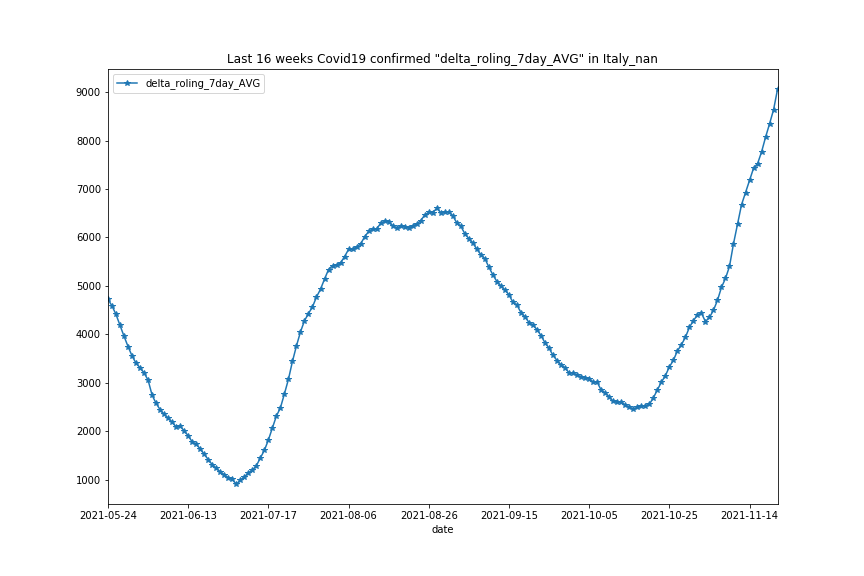 Last 16 weeks Covid19 confirmed "delta_roling_7day_AVG" in Italy_nan
delta_roling_7day_AVG
9000
8000
7000
6000
5000
4000
3000
2000
1000
2021-05-24 2021-06-13 2021-07-17 2021-08-06 2021-08-26 2021-09-15 2021-10-05 2021-10-25 2021-11-14
date